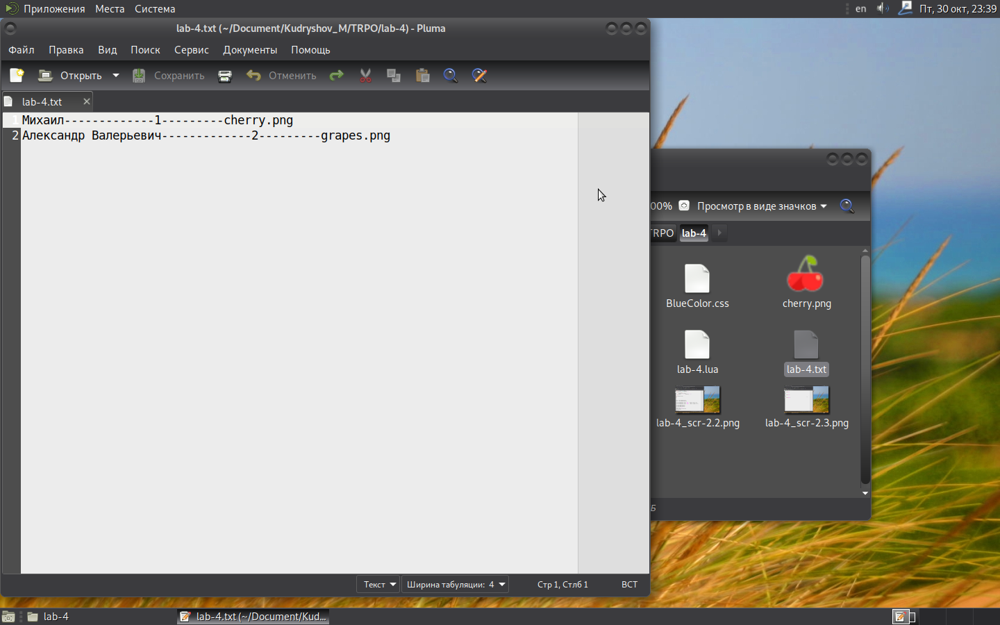 Приложения Места Система
en Пт, 30 окт, 23:39
lab-4.txt (~/Document/Kudryshov_M/TRPO/lab-4) - Pluma
Файл Правка Вид Поиск Сервис Документы Помощь
Открыть Сохранить Отменить
lab-4.txt
1 Михаил-------------1---------cherry.png
2 Александр Валерьевич-------------2---------grapes.png
00% Просмотр в виде значков
TRPO lab-4
BlueColor.css cherry.png
lab-4.lua lab-4.txt
lab-4_scr-2.2.png lab-4_scr-2.3.png
Б
Текст Ширина табуляции: 4 Стр 1, Стлб 1 ВСТ
lab-4 lab-4.txt (~/Document/Kud...